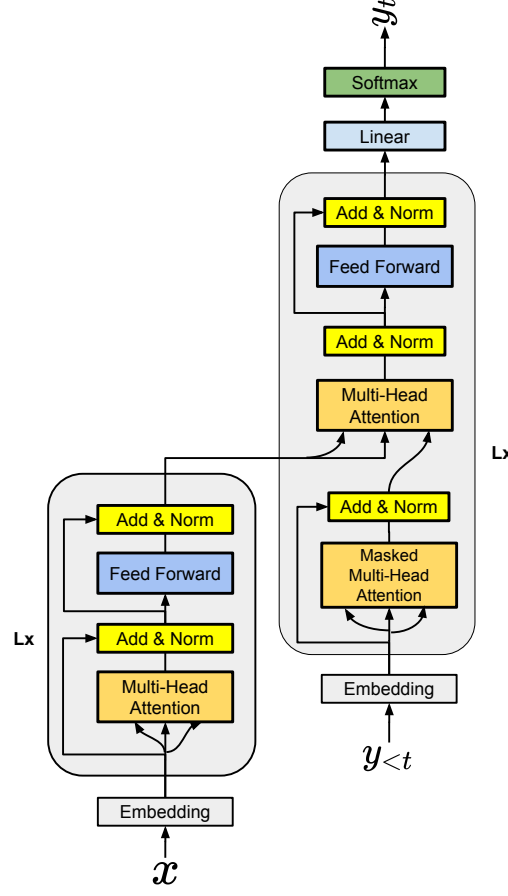 y_t
Softmax
Linear
Add & Norm
Feed Forward
Add & Norm
Multi-Head
Attention
Lx
Add & Norm
Masked
Multi-Head
Attention
Embedding
y_{<t}
Add & Norm
Feed Forward
Lx
Add & Norm
Multi-Head
Attention
Embedding
x